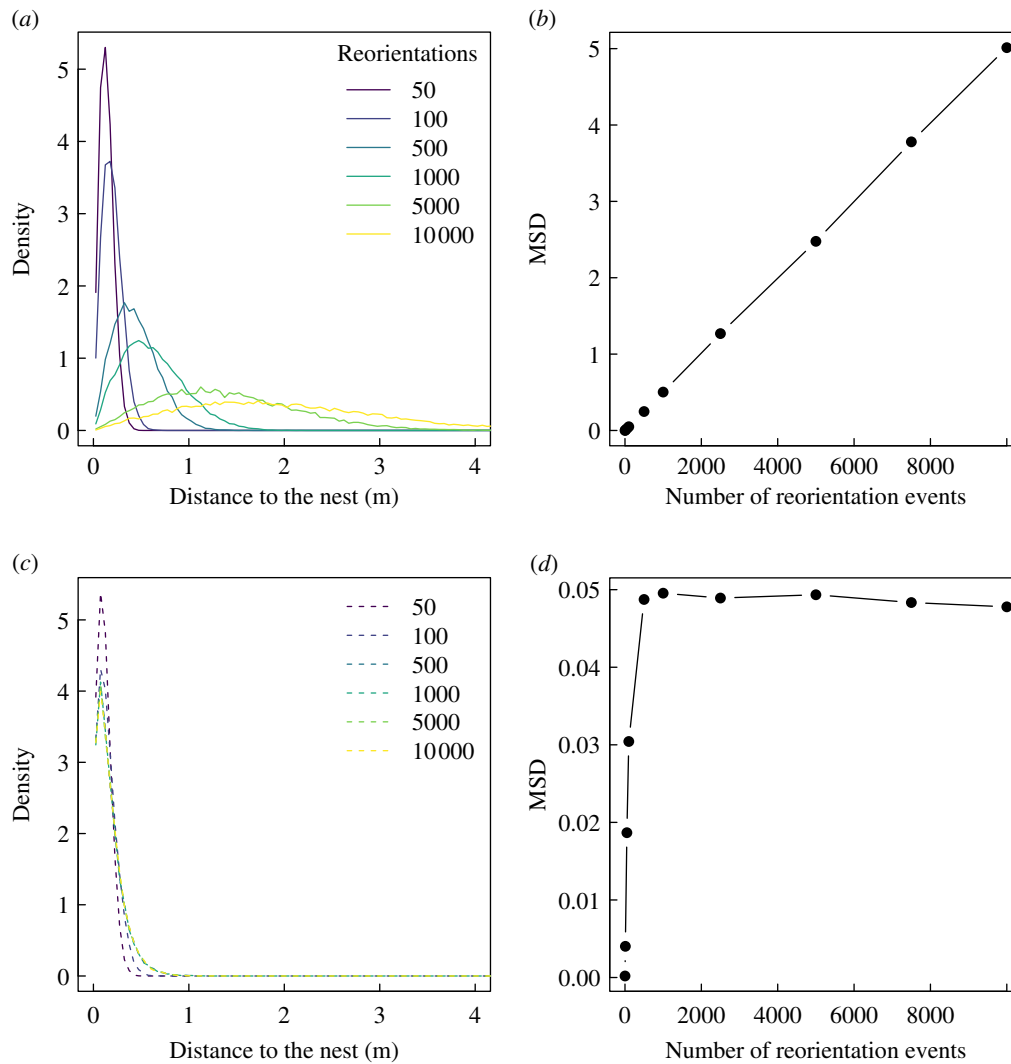 (a)
Reorientations
50
100
500
1000
5000
10 000
5
4
3
2
1
0
Density
0 1 2 3 4
Distance to the nest (m)
(b)
5
4
3
2
1
0
MSD
0 2000 4000 6000 8000
Number of reorientation events
(c)
50
100
500
1000
5000
10 000
5
4
3
2
1
0
Density
0 1 2 3 4
Distance to the nest (m)
(d)
0.05
0.04
0.03
0.02
0.01
0.00
MSD
0 2000 4000 6000 8000
Number of reorientation events